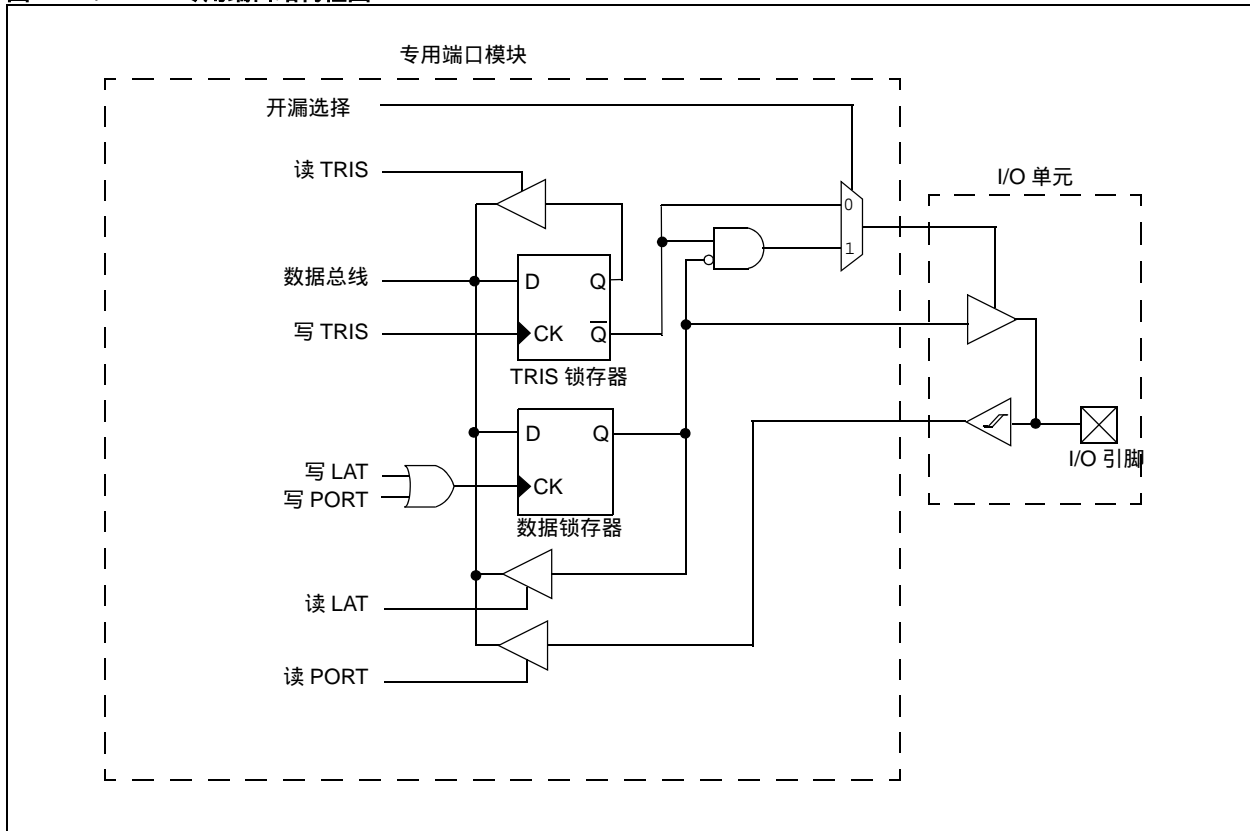 专用端口模块
开漏选择
读 TRIS
I/O 单元
0
1
数据总线
D
Q
写 TRIS
CK
Q̅
TRIS 锁存器
D
Q
写 LAT
写 PORT
CK
I/O 引脚
数据锁存器
读 LAT
读 PORT